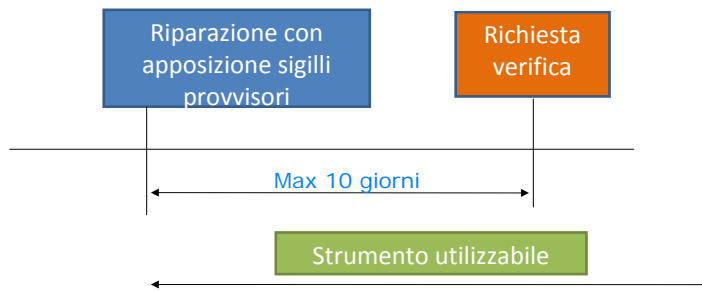 Riparazione con
apposizione sigilli
provvisori
Richiesta
verifica
Max 10 giorni
Strumento utilizzabile